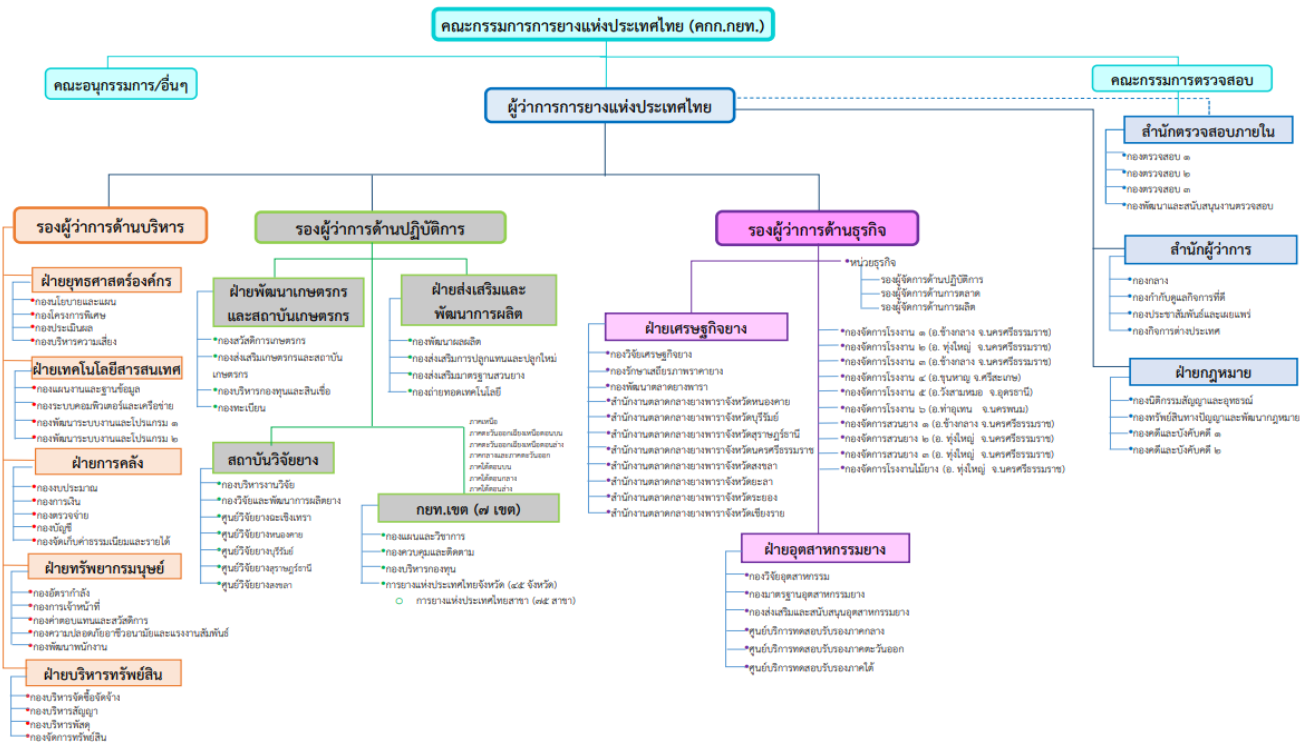 คณะกรรมการการยางแห่งประเทศไทย (คกก.กยท.)
คณะอนุกรรมการ/อื่นๆ
คณะกรรมการตรวจสอบ
ผู้ว่าการการยางแห่งประเทศไทย
สำนักตรวจสอบภายใน
กองตรวจสอบ ๑
กองตรวจสอบ ๒
กองตรวจสอบ ๓
กองพัฒนาและสนับสนุนงานตรวจสอบ
สำนักผู้ว่าการ
กองกลาง
กองกำกับดูแลกิจการที่ดี
กองประชาสัมพันธ์และเผยแพร่
กองกิจการต่างประเทศ
ฝ่ายกฎหมาย
กองนิติกรรมสัญญาและอุทธรณ์
กองทรัพย์สินทางปัญญาและพัฒนากฎหมาย
กองคดีและบังคับคดี ๑
กองคดีและบังคับคดี ๒
รองผู้ว่าการด้านบริหาร
ฝ่ายยุทธศาสตร์องค์กร
กองนโยบายและแผน
กองโครงการพิเศษ
กองประเมินผล
กองบริหารความเสี่ยง
ฝ่ายเทคโนโลยีสารสนเทศ
กองแผนงานและฐานข้อมูล
กองระบบคอมพิวเตอร์และเครือข่าย
กองพัฒนาระบบงานและโปรแกรม ๑
กองพัฒนาระบบงานและโปรแกรม ๒
ฝ่ายการคลัง
กองงบประมาณ
กองการเงิน
กองตรวจจ่าย
กองบัญชี
กองจัดเก็บค่าธรรมเนียมและรายได้
ฝ่ายทรัพยากรมนุษย์
กองอัตรากำลัง
กองการเจ้าหน้าที่
กองค่าตอบแทนและสวัสดิการ
กองความปลอดภัยอาชีวอนามัยและแรงงานสัมพันธ์
กองพัฒนาพนักงาน
ฝ่ายบริหารทรัพย์สิน
กองบริหารจัดซื้อจัดจ้าง
กองบริหารสัญญา
กองบริหารพัสดุ
กองจัดการทรัพย์สิน
รองผู้ว่าการด้านปฏิบัติการ
ฝ่ายพัฒนาเกษตรกร
และสถาบันเกษตรกร
กองสวัสดิการเกษตรกร
กองส่งเสริมเกษตรกรและสถาบัน
เกษตรกร
กองบริหารกองทุนและสินเชื่อ
กองทะเบียน
ฝ่ายส่งเสริมและ
พัฒนาการผลิต
กองพัฒนาผลผลิต
กองส่งเสริมการปลูกแทนและปลูกใหม่
กองส่งเสริมมาตรฐานสวนยาง
กองถ่ายทอดเทคโนโลยี
สถาบันวิจัยยาง
กองบริหารงานวิจัย
กองวิจัยและพัฒนาการผลิตยาง
ศูนย์วิจัยยางฉะเชิงเทรา
ศูนย์วิจัยยางหนองคาย
ศูนย์วิจัยยางบุรีรัมย์
ศูนย์วิจัยยางสุราษฎร์ธานี
ศูนย์วิจัยยางสงขลา
ภาคเหนือ
ภาคตะวันออกเฉียงเหนือตอนบน
ภาคตะวันออกเฉียงเหนือตอนล่าง
ภาคกลางและภาคตะวันออก
ภาคใต้ตอนบน
ภาคใต้ตอนกลาง
ภาคใต้ตอนล่าง
กยท.เขต (๗ เขต)
กองแผนและวิชาการ
กองควบคุมและติดตาม
กองบริหารกองทุน
การยางแห่งประเทศไทยจังหวัด (๔๕ จังหวัด)
การยางแห่งประเทศไทยสาขา (๗๕ สาขา)
รองผู้ว่าการด้านธุรกิจ
หน่วยธุรกิจ
รองผู้จัดการด้านปฏิบัติการ
รองผู้จัดการด้านการตลาด
รองผู้จัดการด้านการผลิต
ฝ่ายเศรษฐกิจยาง
กองวิจัยเศรษฐกิจยาง
กองรักษาเสถียรภาพราคายาง
กองพัฒนาตลาดยางพารา
สำนักงานตลาดกลางยางพาราจังหวัดหนองคาย
สำนักงานตลาดกลางยางพาราจังหวัดบุรีรัมย์
สำนักงานตลาดกลางยางพาราจังหวัดสุราษฎร์ธานี
สำนักงานตลาดกลางยางพาราจังหวัดนครศรีธรรมราช
สำนักงานตลาดกลางยางพาราจังหวัดสงขลา
สำนักงานตลาดกลางยางพาราจังหวัดยะลา
สำนักงานตลาดกลางยางพาราจังหวัดระยอง
สำนักงานตลาดกลางยางพาราจังหวัดเชียงราย
กองจัดการโรงงาน ๑ (อ.ช้างกลาง จ.นครศรีธรรมราช)
กองจัดการโรงงาน ๒ (อ. ทุ่งใหญ่ จ.นครศรีธรรมราช)
กองจัดการโรงงาน ๓ (อ.ช้างกลาง จ.นครศรีธรรมราช)
กองจัดการโรงงาน ๔ (อ.ขุนหาญ จ.ศรีสะเกษ)
กองจัดการโรงงาน ๕ (อ.วังสามหมอ จ.อุดรธานี)
กองจัดการโรงงาน ๖ (อ.ท่าอุเทน จ.นครพนม)
กองจัดการสวนยาง ๑ (อ.ช้างกลาง จ.นครศรีธรรมราช)
กองจัดการสวนยาง ๒ (อ. ทุ่งใหญ่ จ.นครศรีธรรมราช)
กองจัดการสวนยาง ๓ (อ. ทุ่งใหญ่ จ.นครศรีธรรมราช)
กองจัดการโรงงานไม้ยาง (อ. ทุ่งใหญ่ จ.นครศรีธรรมราช)
ฝ่ายอุตสาหกรรมยาง
กองวิจัยอุตสาหกรรม
กองมาตรฐานอุตสาหกรรมยาง
กองส่งเสริมและสนับสนุนอุตสาหกรรมยาง
ศูนย์บริการทดสอบรับรองภาคกลาง
ศูนย์บริการทดสอบรับรองภาคตะวันออก
ศูนย์บริการทดสอบรับรองภาคใต้